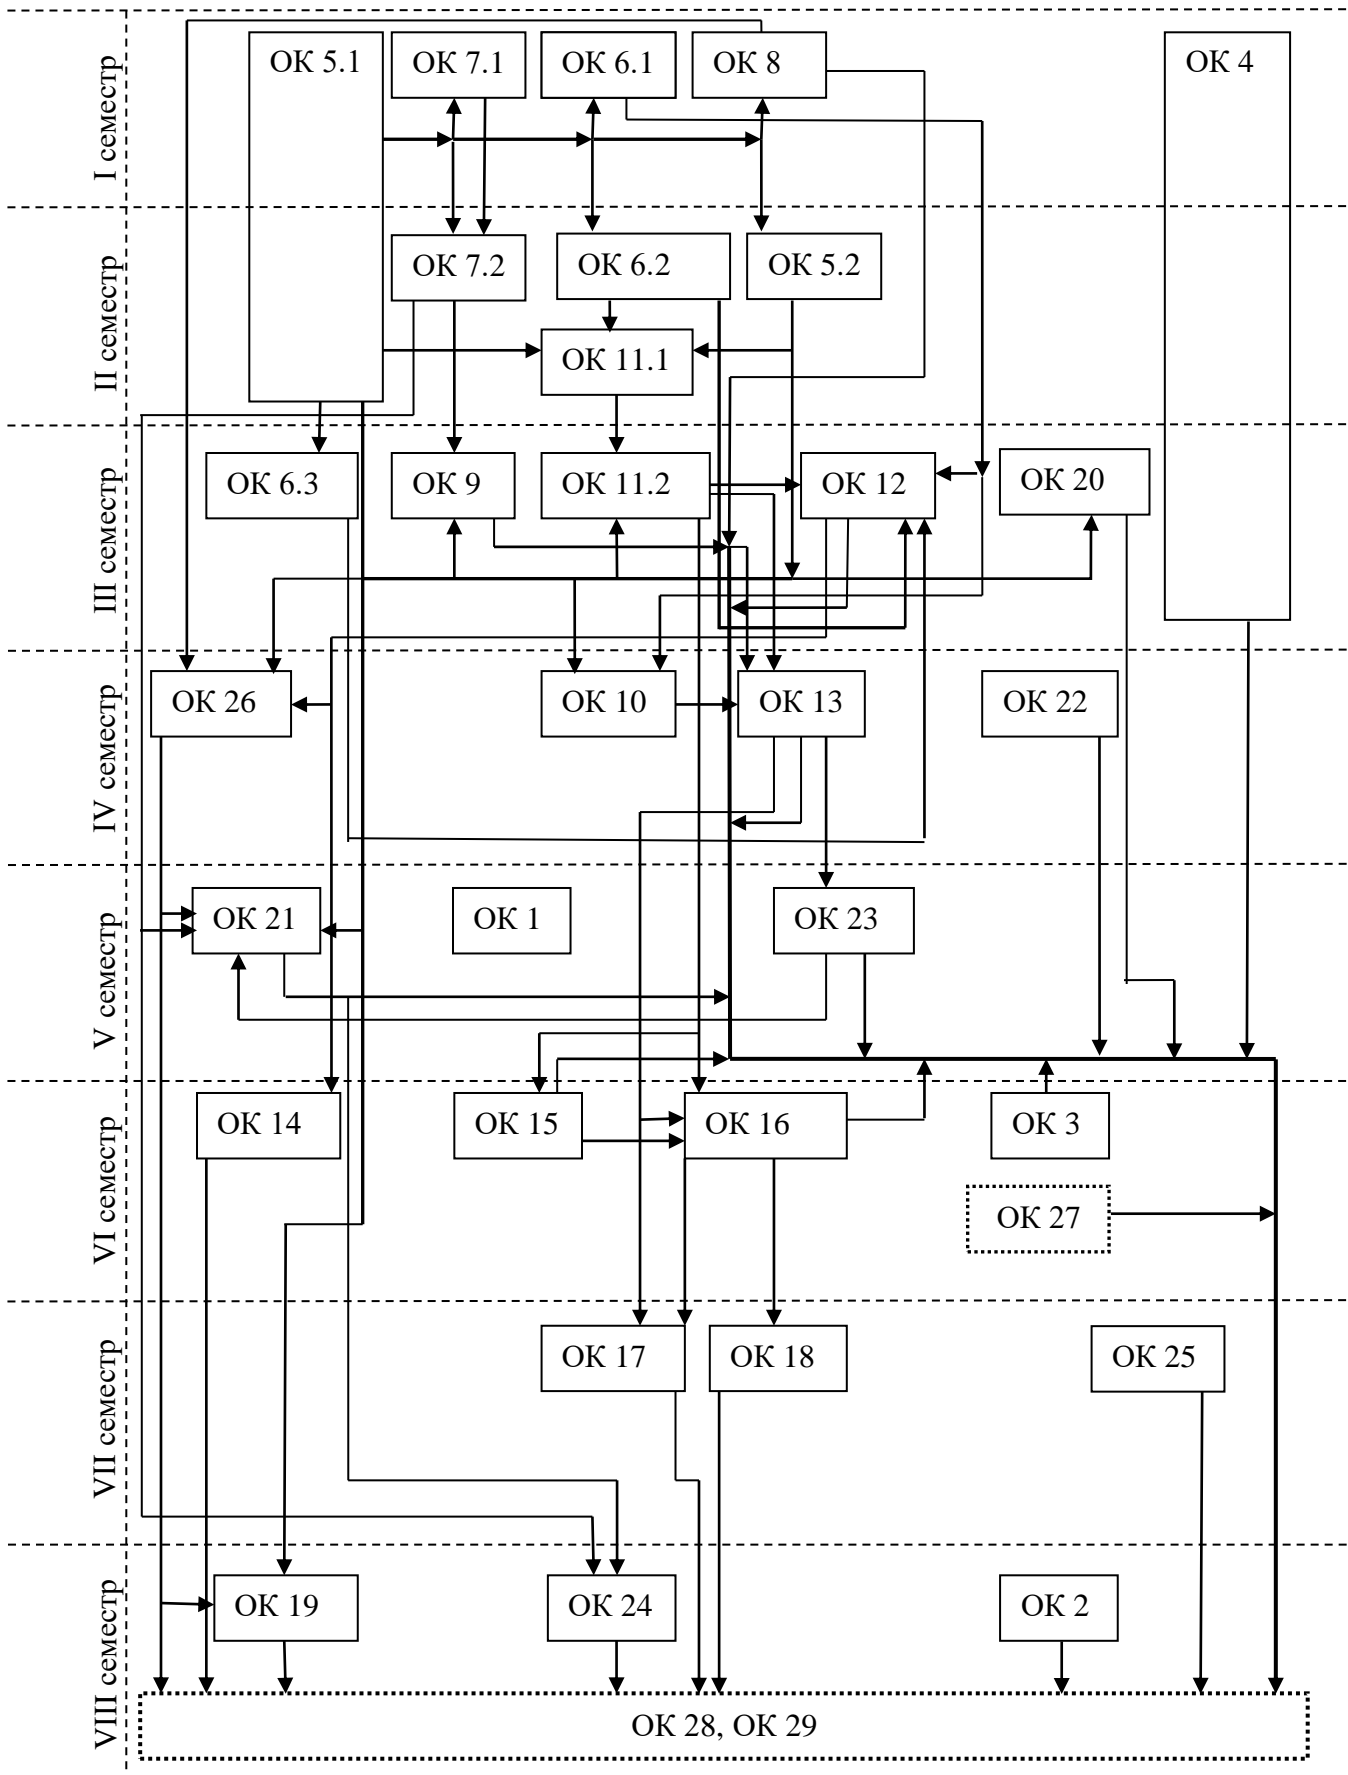 I семестр
ОК 5.1
ОК 7.1
ОК 6.1
ОК 8
ОК 4
II семестр
ОК 7.2
ОК 6.2
ОК 5.2
ОК 11.1
III семестр
ОК 6.3
ОК 9
ОК 11.2
ОК 12
ОК 20
IV семестр
ОК 26
ОК 10
ОК 13
ОК 22
V семестр
ОК 21
ОК 1
ОК 23
VI семестр
ОК 14
ОК 15
ОК 16
ОК 3
ОК 27
VII семестр
ОК 17
ОК 18
ОК 25
VIII семестр
ОК 19
ОК 24
ОК 2
ОК 28, ОК 29